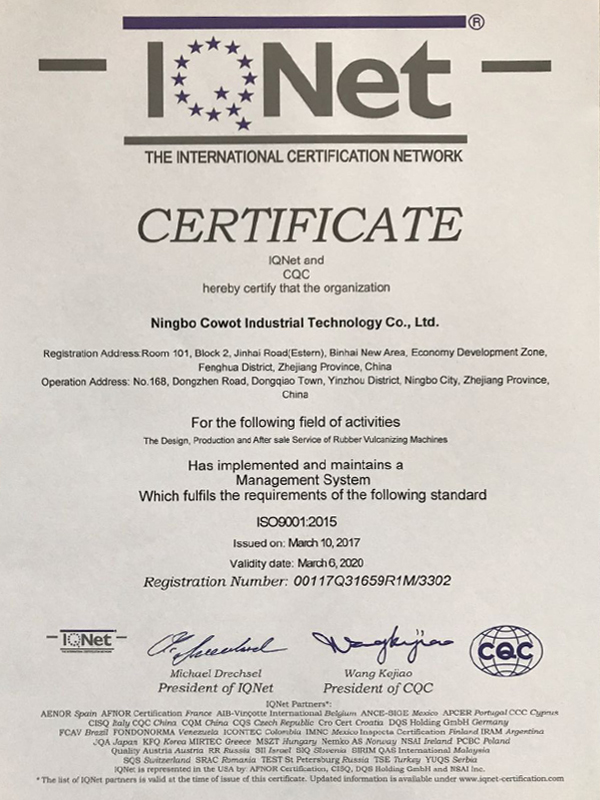 IQNet®
THE INTERNATIONAL CERTIFICATION NETWORK
CERTIFICATE
IQNet and
CQC
hereby certify that the organization
Ningbo Cowot Industrial Technology Co., Ltd.
Registration Address:Room 101, Block 2, Jinhai Road(Estern), Binhai New Area, Economy Development Zone,
Fenghua District, Zhejiang Province, China
Operation Address: No.168, Dongzhen Road, Dongqiao Town, Yinzhou District, Ningbo City, Zhejiang Province,
China
For the following field of activities
The Design, Production and After sale Service of Rubber Vulcanizing Machines
Has implemented and maintains a
Management System
Which fulfils the requirements of the following standard
ISO9001:2015
Issued on: March 10, 2017
Validity date: March 6, 2020
Registration Number: 00117Q31659R1M/3302
IQNet
CQC
Michael Drechsel
Wang Kejiao
President of IQNet
President of CQC
IQNet Partners*:
AENOR Spain AFNOR Certification France AIB-Vinçotte International Belgium ANCE-SIGE Mexico APCER Portugal CCC Cyprus
CISQ Italy CQC China CQM China CQS Czech Republic Cro Cert Croatia DQS Holding GmbH Germany
FCAV Brazil FONDONORMA Venezuela ICONTEC Colombia IMNC Mexico Inspecta Certification Finland IRAM Argentina
JQA Japan KFQ Korea MIRTEC Greece MSZT Hungary Nemko AS Norway NSAI Ireland PCBC Poland
Quality Austria Austria RR Russia SII Israel SIQ Slovenia SIRIM QAS International Malaysia
SQS Switzerland SRAC Romania TEST St Petersburg Russia TSE Turkey YUQS Serbia
IQNet is represented in the USA by: AFNOR Certification, CISQ, DQS Holding GmbH and NSAI Inc.
* The list of IQNet partners is valid at the time of issue of this certificate. Updated information is available under www.iqnet-certification.com